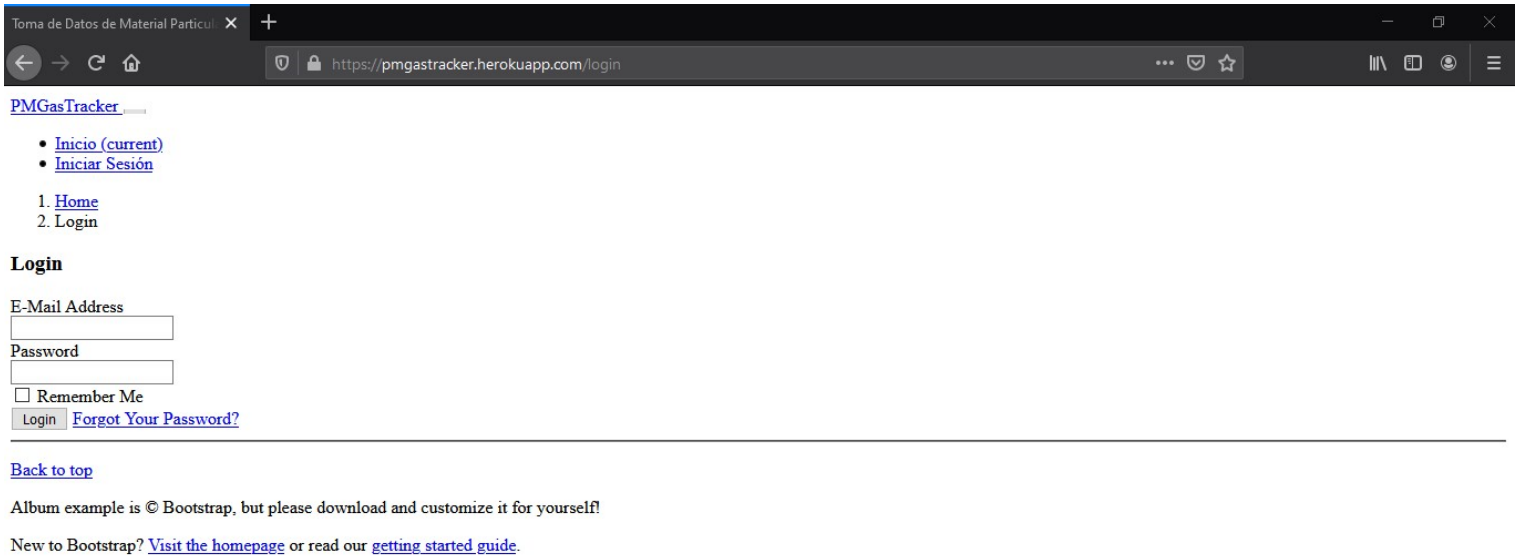 Toma de Datos de Material Particul
https://pmgastracker.herokuapp.com/login
PMGasTracker
Inicio (current)
Iniciar Sesión
1. Home
2. Login
Login
E-Mail Address
Password
Remember Me
Login Forgot Your Password?
Back to top
Album example is © Bootstrap, but please download and customize it for yourself!
New to Bootstrap? Visit the homepage or read our getting started guide.